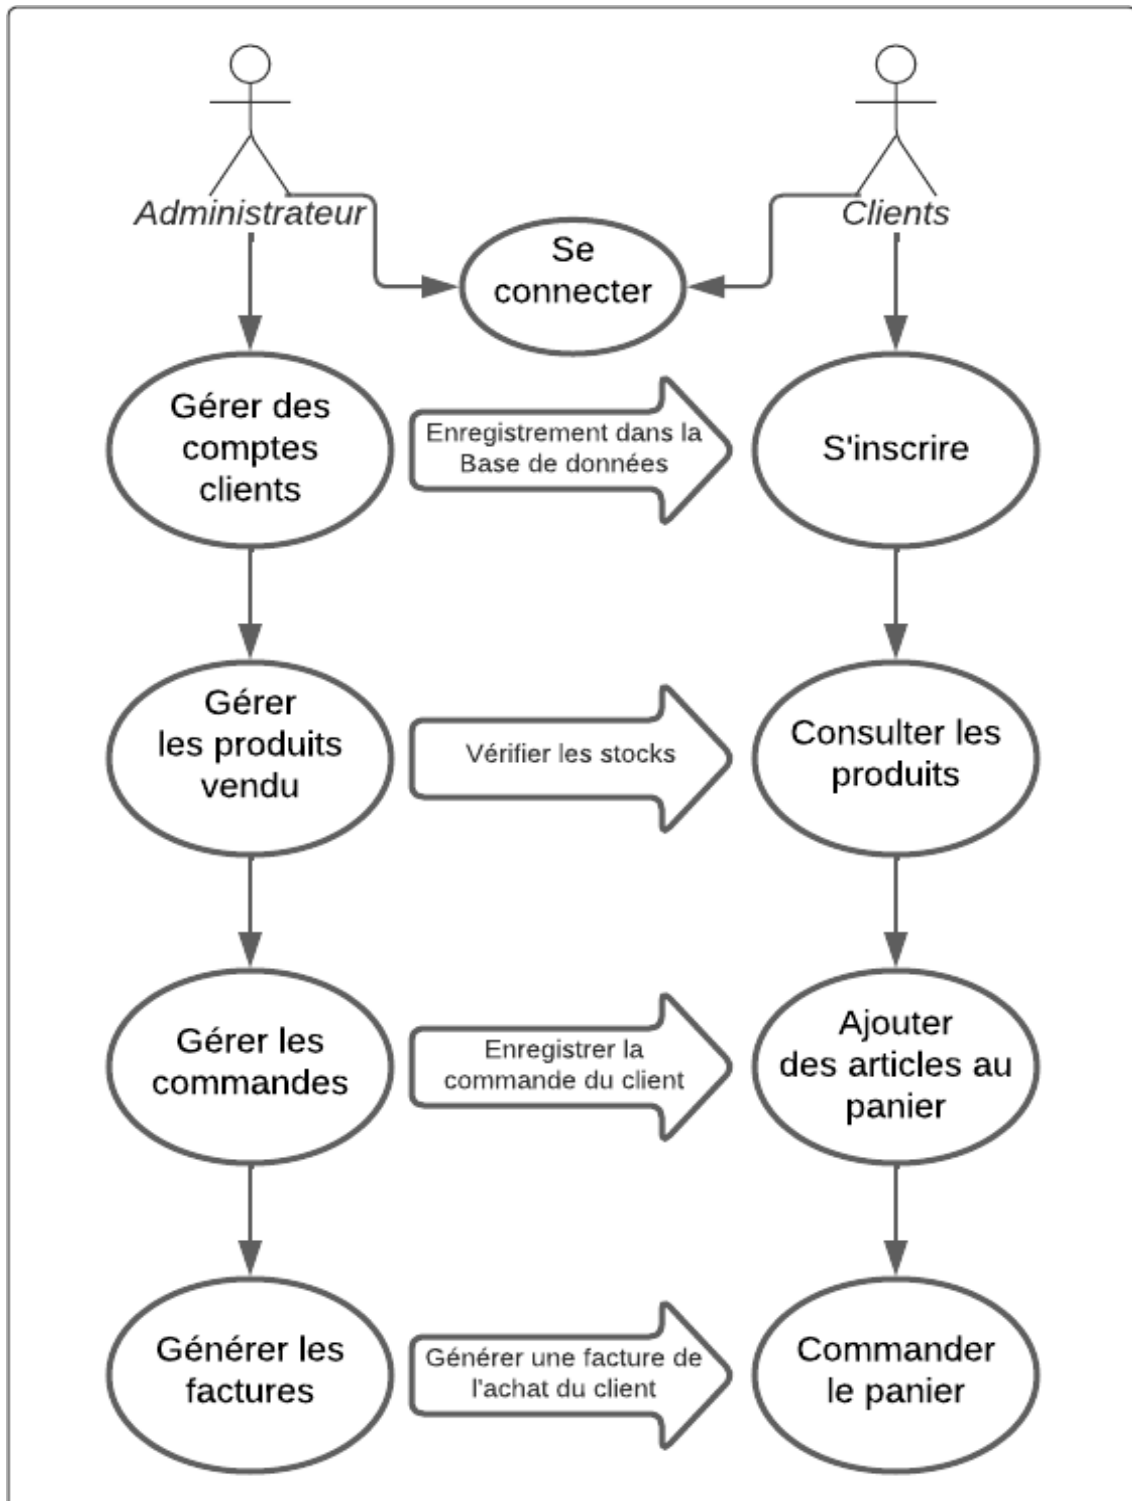 Administrateur
Clients
Se
connecter
Gérer des
comptes
clients
Enregistrement dans la
Base de données
S'inscrire
Gérer
les produits
vendu
Vérifier les stocks
Consulter les
produits
Gérer les
commandes
Enregistrer la
commande du client
Ajouter
des articles au
panier
Générer les
factures
Générer une facture de
l'achat du client
Commander
le panier